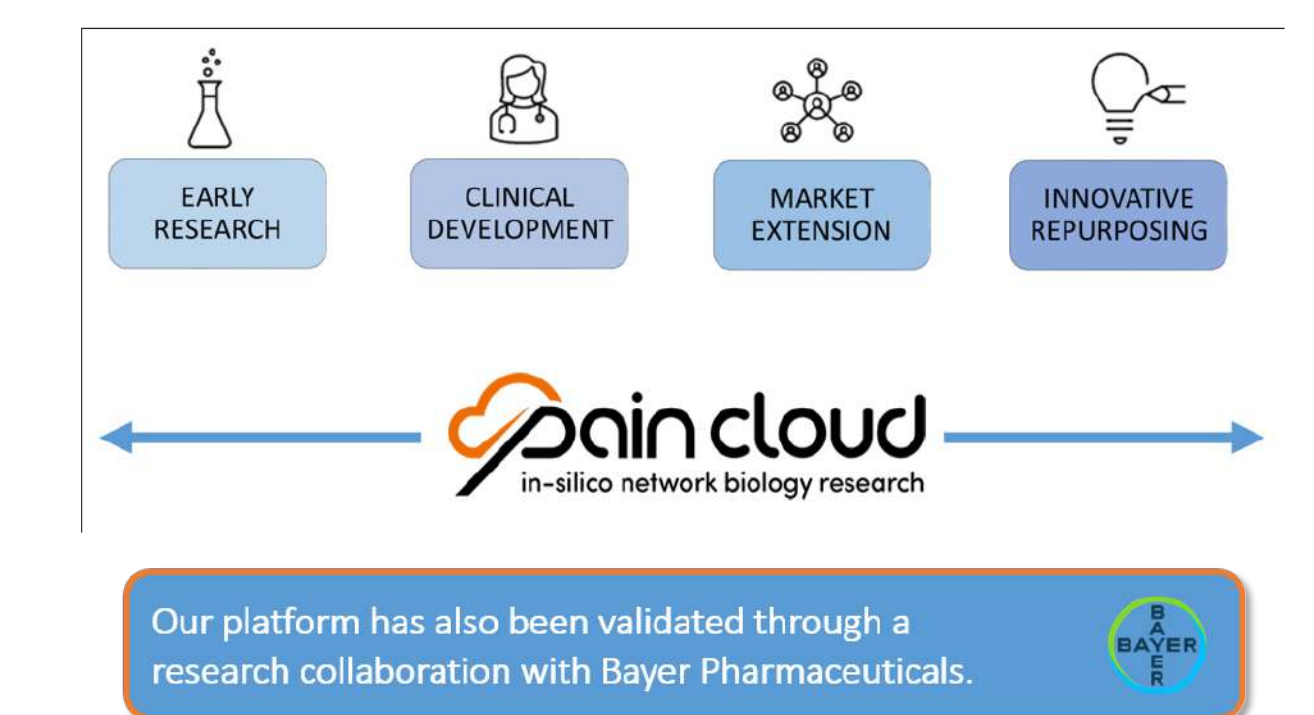 EARLY
RESEARCH
CLINICAL
DEVELOPMENT
MARKET
EXTENSION
INNOVATIVE
REPURPOSING
pain cloud
in-silico network biology research
Our platform has also been validated through a
research collaboration with Bayer Pharmaceuticals.
BAYER
BAYER